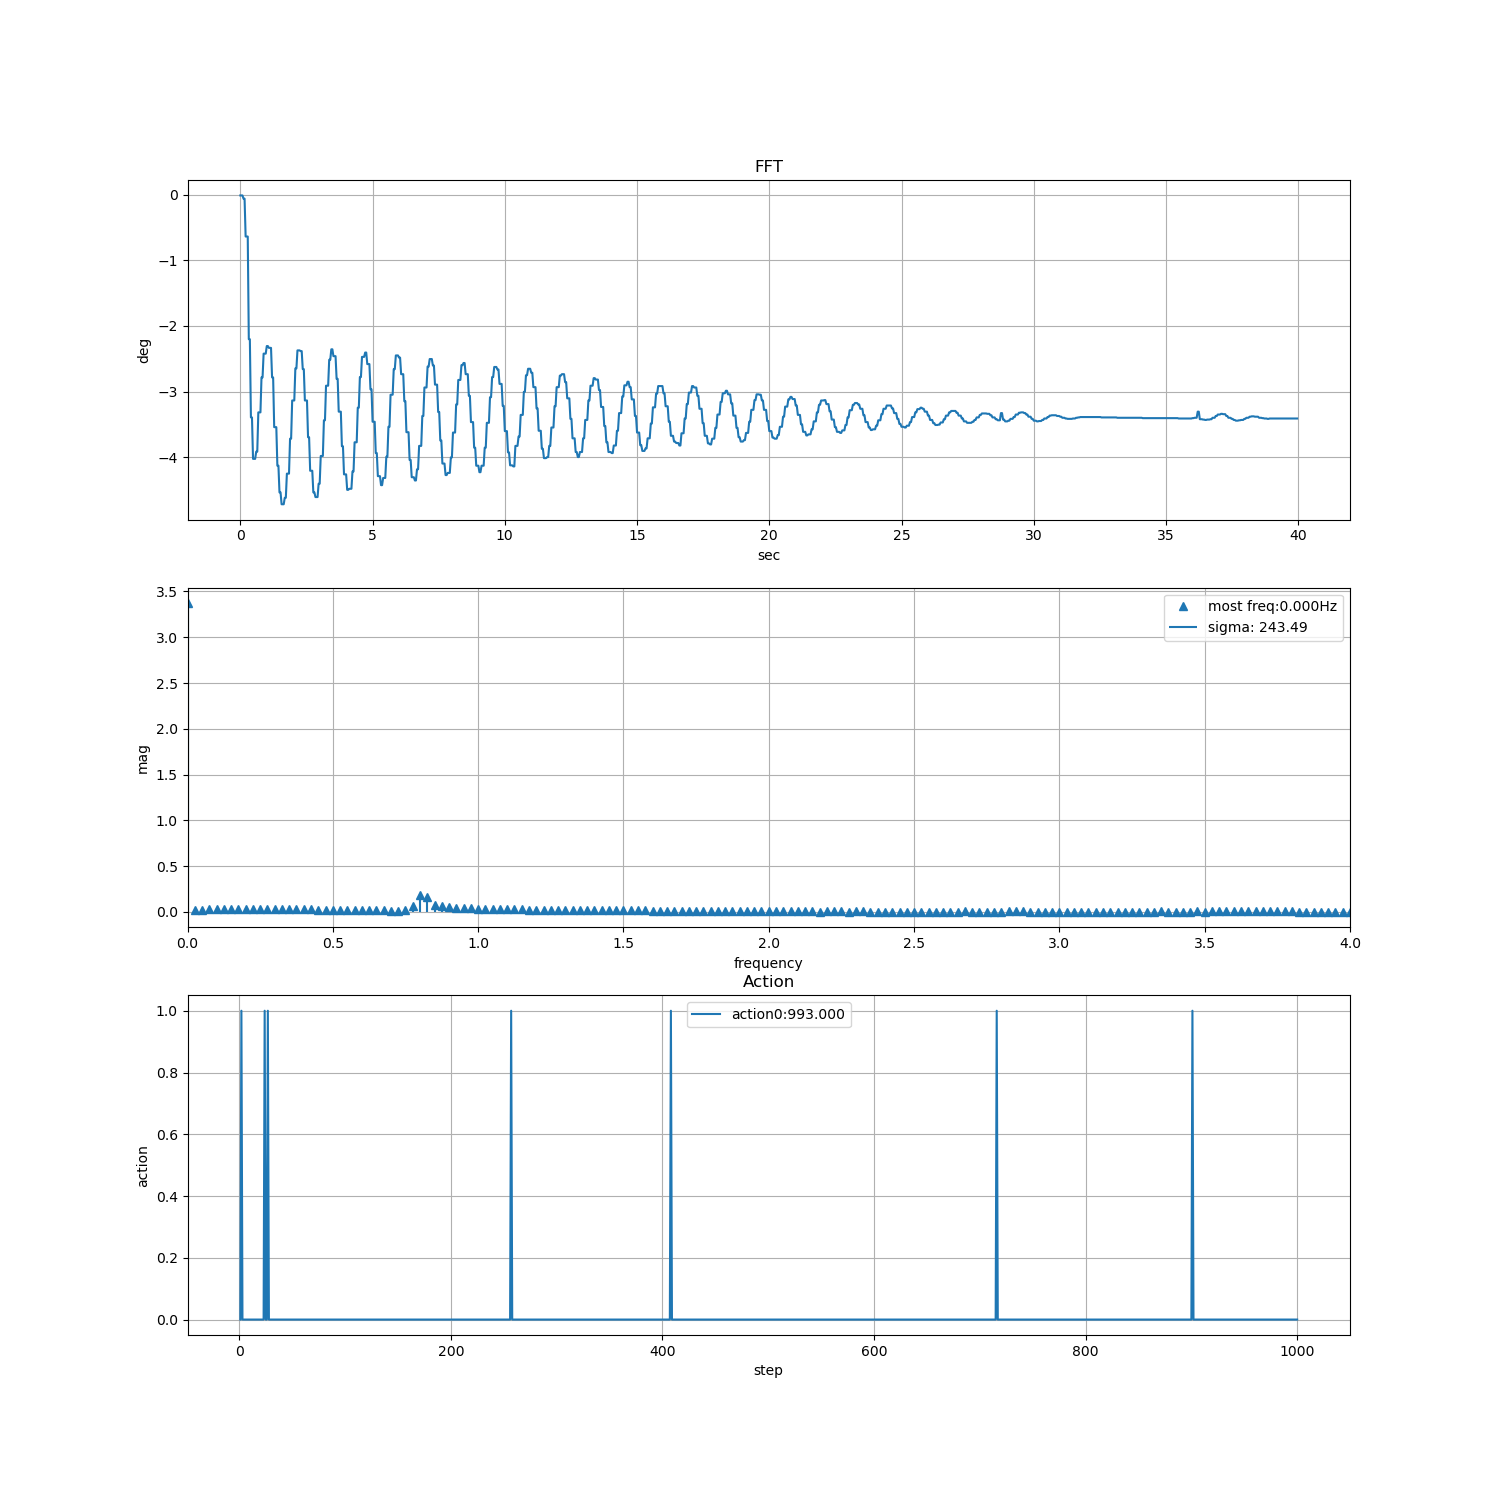 FFT
0
−1
−2
−3
−4
deg
0 5 10 15 20 25 30 35 40
sec
3.5
3.0
2.5
2.0
1.5
1.0
0.5
0.0
mag
most freq:0.000Hz
sigma: 243.49
0.0 0.5 1.0 1.5 2.0 2.5 3.0 3.5 4.0
frequency
Action
1.0
0.8
0.6
0.4
0.2
0.0
action
action0:993.000
0 200 400 600 800 1000
step